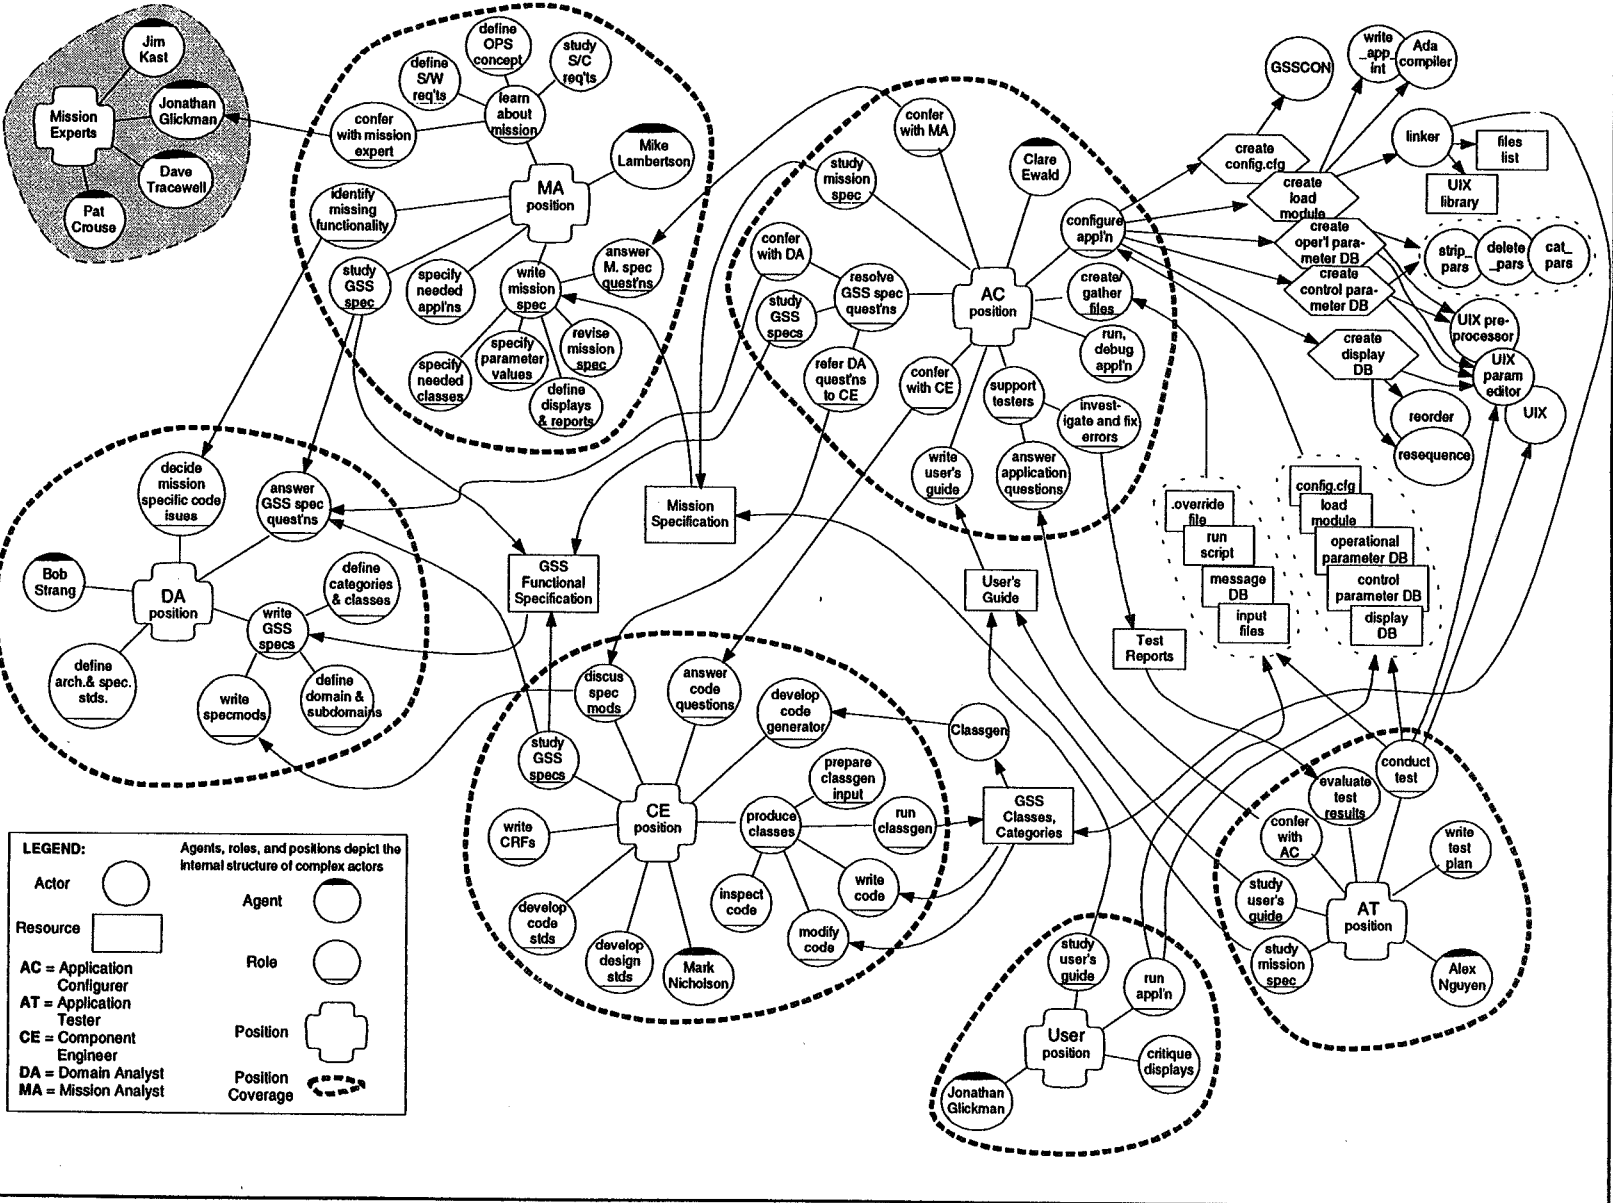 Jim
Kast
Mission
Experts
Jonathan
Glickman
Dave
Tracewell
Pat
Crouse
define
OPS
concept
study
S/C
req'ts
define
S/W
req'ts
learn
about
mission
confer
with mission
expert
Mike
Lambertson
MA
position
identify
missing
functionality
study
GSS
spec
specify
needed
appl'ns
write
mission
spec
answer
M. spec
quest'ns
specify
needed
classes
specify
parameter
values
revise
mission
spec
define
displays
& reports
confer
with MA
study
mission
spec
Clare
Ewald
confer
with DA
resolve
GSS spec
quest'ns
study
GSS
specs
refer DA
quest'ns
to CE
AC
position
configure
appl'n
create/
gather
files
run,
debug
appl'n
confer
with CE
support
testers
invest-
igate and fix
errors
write
user's
guide
answer
application
questions
GSSCON
write
_app_
int
Ada
compiler
create
config.cfg
create
load
module
linker
files
list
UIX
library
create
oper'l para-
meter DB
create
control para-
meter DB
strip_
pars
delete
_pars
cat_
pars
create
display
DB
UIX pre-
processor
UIX
param
editor
UIX
reorder
resequence
.override
file
run
script
message
DB
input
files
config.cfg
load
module
operational
parameter DB
control
parameter DB
display
DB
decide
mission
specific code
isues
answer
GSS spec
quest'ns
Bob
Strang
DA
position
define
categories
& classes
write
GSS
specs
define
arch.& spec.
stds.
write
specmods
define
domain &
subdomains
GSS
Functional
Specification
Mission
Specification
User's
Guide
Test
Reports
discus
spec
mods
answer
code
questions
develop
code
generator
study
GSS
specs
prepare
classgen
input
CE
position
produce
classes
run
classgen
write
CRFs
write
code
inspect
code
modify
code
develop
code
stds
develop
design
stds
Mark
Nicholson
Classgen
GSS
Classes,
Categories
conduct
test
evaluate
test
results
confer
with
AC
write
test
plan
study
user's
guide
AT
position
study
mission
spec
Alex
Nguyen
study
user's
guide
run
appl'n
User
position
critique
displays
Jonathan
Glickman
LEGEND:
Agents, roles, and positions depict the
internal structure of complex actors
Actor
Agent
Resource
Role
AC = Application
Configurer
AT = Application
Tester
CE = Component
Engineer
DA = Domain Analyst
MA = Mission Analyst
Position
Position
Coverage